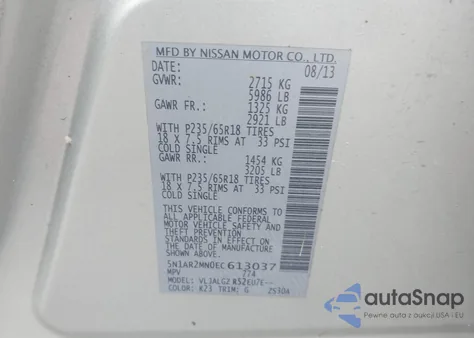 MFD BY NISSAN MOTOR CO., LTD.
DATE: 08/13
GVWR: 2715 KG
5986 LB
GAWR FR.: 1325 KG
2921 LB
WITH P235/65R18 TIRES
18 X 7.5 RIMS AT 33 PSI
COLD SINGLE
GAWR RR.: 1454 KG
3205 LB
WITH P235/65R18 TIRES
18 X 7.5 RIMS AT 33 PSI
COLD SINGLE
THIS VEHICLE CONFORMS TO
ALL APPLICABLE FEDERAL
MOTOR VEHICLE SAFETY AND
THEFT PREVENTION
STANDARDS IN EFFECT ON THE
DATE OF MANUFACTURE
SHOWN ABOVE.
5N1AR2MN0EC613037
MPV 774
MODEL:
COLOR: K23 TRIM: G 25304
autoSnap
Pewne auta z aukcji w USA i EU